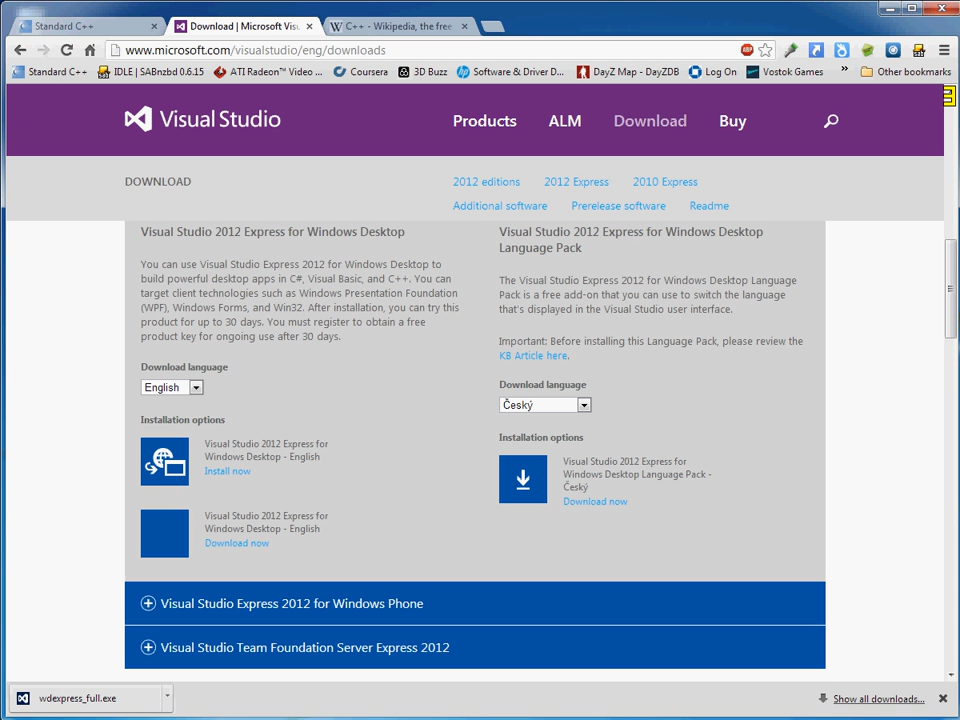 Standard C++
Download | Microsoft Visu
C++ - Wikipedia, the free
www.microsoft.com/visualstudio/eng/downloads
ABP
Standard C++
IDLE | SABnzbd 0.6.15
ATI Radeon™ Video ...
Coursera
3D Buzz
Software & Driver D...
DayZ Map - DayZDB
Log On
Vostok Games
»
Other bookmarks
Visual Studio
Products
ALM
Download
Buy
DOWNLOAD
2012 editions
2012 Express
2010 Express
Additional software
Prerelease software
Readme
Visual Studio 2012 Express for Windows Desktop
You can use Visual Studio Express 2012 for Windows Desktop to
build powerful desktop apps in C#, Visual Basic, and C++. You can
target client technologies such as Windows Presentation Foundation
(WPF), Windows Forms, and Win32. After installation, you can try this
product for up to 30 days. You must register to obtain a free
product key for ongoing use after 30 days.
Download language
English
Installation options
Visual Studio 2012 Express for
Windows Desktop - English
Install now
Visual Studio 2012 Express for
Windows Desktop - English
Download now
Visual Studio 2012 Express for Windows Desktop
Language Pack
The Visual Studio Express 2012 for Windows Desktop Language
Pack is a free add-on that you can use to switch the language
that's displayed in the Visual Studio user interface.
Important: Before installing this Language Pack, please review the
KB Article here.
Download language
Český
Installation options
Visual Studio 2012 Express for
Windows Desktop Language Pack -
Český
Download now
Visual Studio Express 2012 for Windows Phone
Visual Studio Team Foundation Server Express 2012
wdexpress_full.exe
Show all downloads...